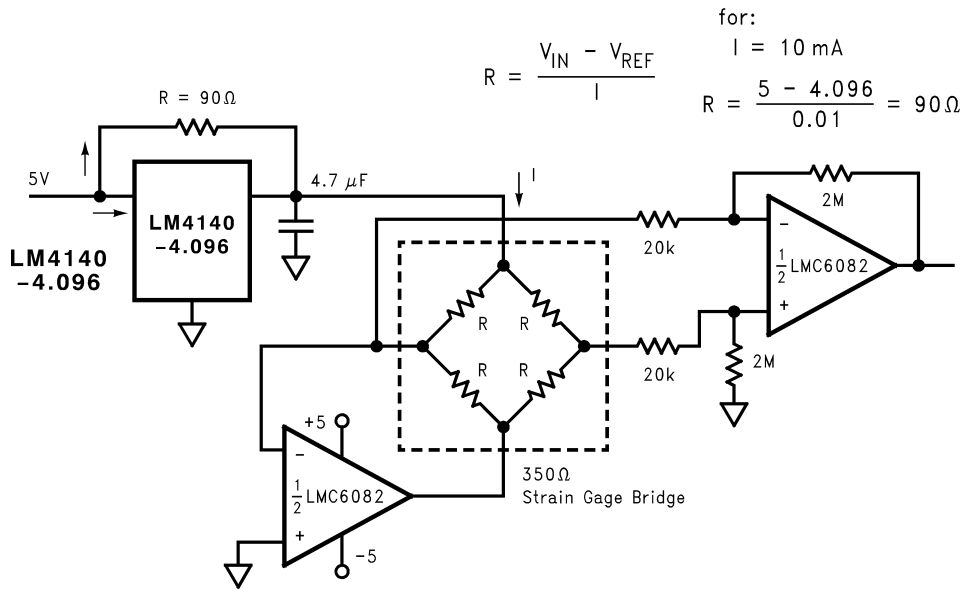 for:
I = 10 mA
R = (V_IN − V_REF) / I
R = (5 − 4.096) / 0.01 = 90Ω
R = 90Ω
5V
4.7 μF
I
LM4140
−4.096
LM4140
−4.096
20k
2M
−
½ LMC6082
+
R
R
R
R
20k
2M
+5
−
½ LMC6082
+
−5
350Ω
Strain Gage Bridge